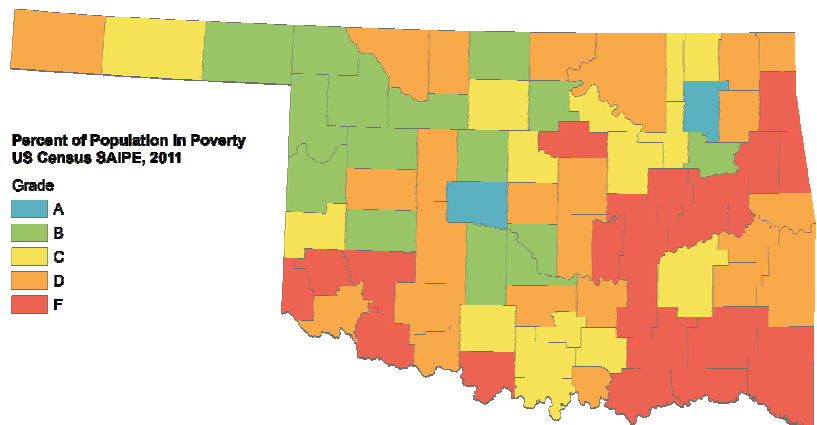 Percent of Population In Poverty
US Census SAIPE, 2011
Grade
A
B
C
D
F